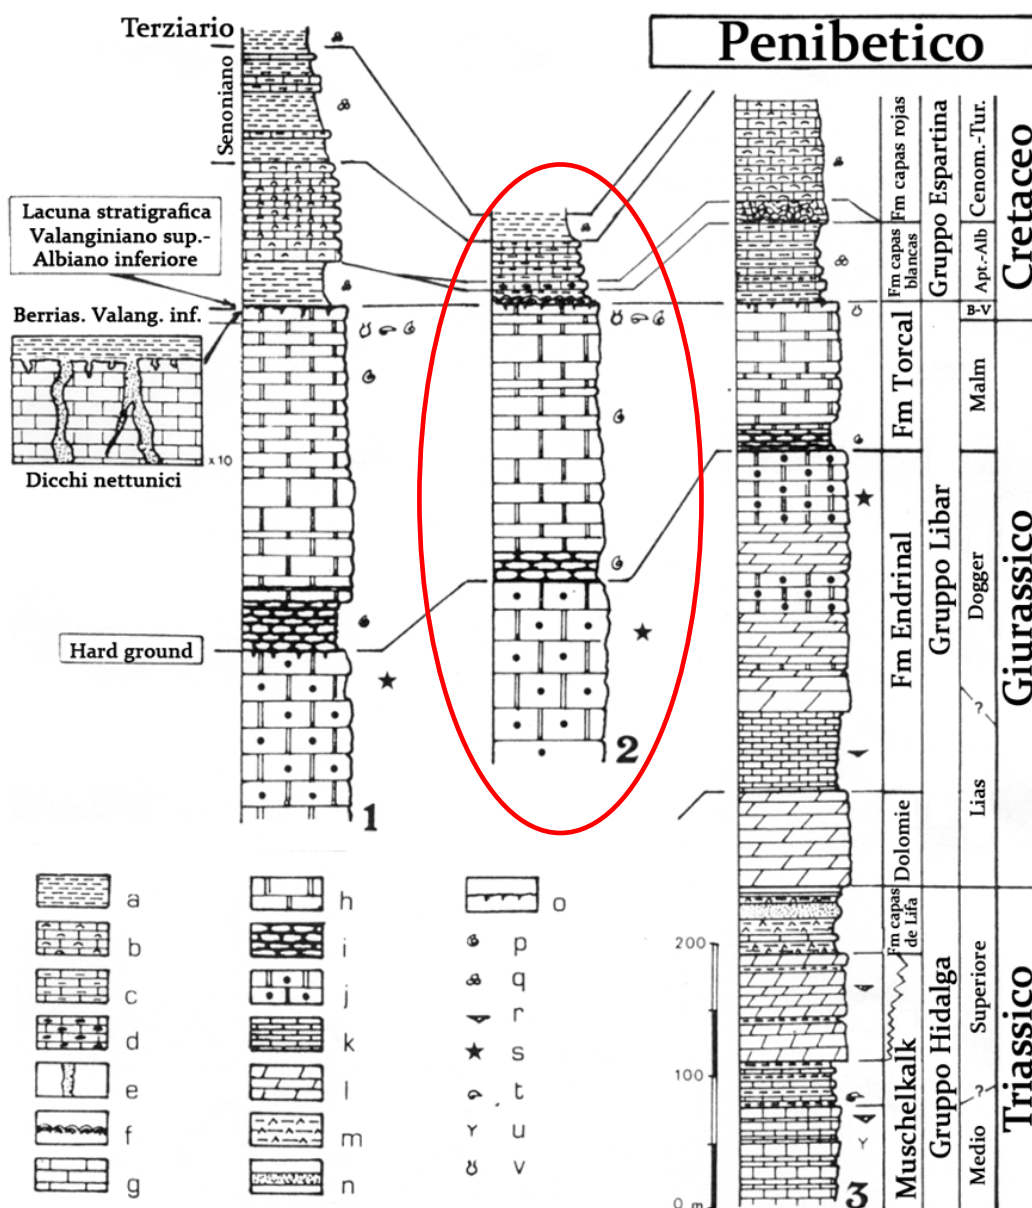 Terziario
Senoniano
Lacuna stratigrafica
Valanginiano sup.-
Albiano inferiore
Berrias. Valang. inf.
x 10
Dicchi nettunici
Hard ground
1
2
3
Penibetico
Fm capas rojas
Fm capas
blancas
Fm Torcal
Fm Endrinal
Dolomie
Fm capas
de Lifa
Muschelkalk
Gruppo Espartina
Gruppo Libar
Gruppo Hidalga
Cenom.-Tur.
Apt.-Alb
B-V
Malm
Dogger
?
Lias
Superiore
?
Medio
Cretaceo
Giurassico
Triassico
200
100
0 m
a
b
c
d
e
f
g
h
i
j
k
l
m
n
o
p
q
r
s
t
u
v